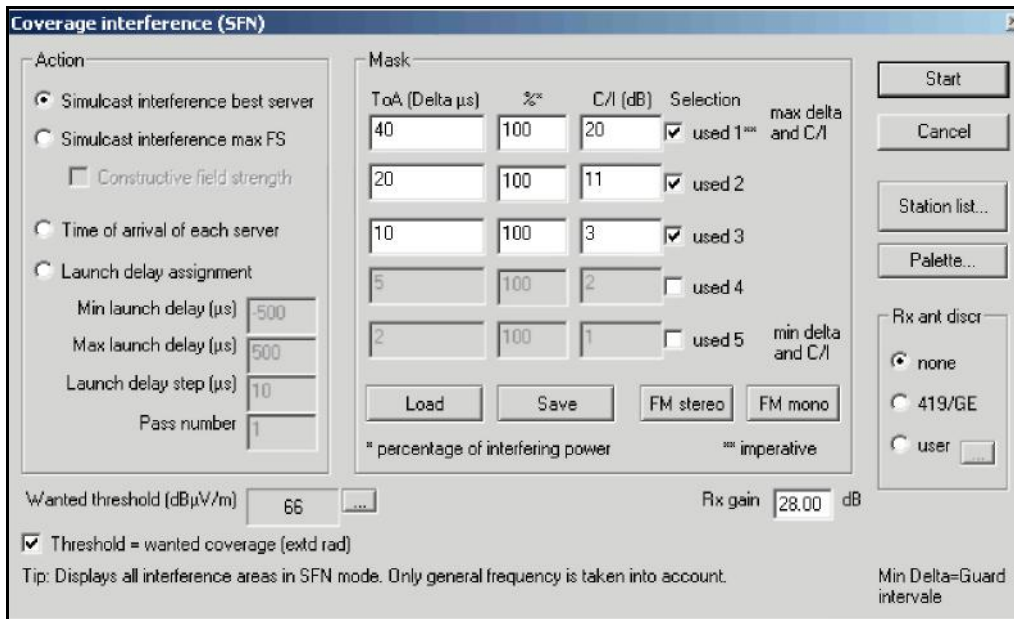 Coverage interference (SFN)
Action
Simulcast interference best server
Simulcast interference max FS
Constructive field strength
Time of arrival of each server
Launch delay assignment
Min launch delay (µs) -500
Max launch delay (µs) 500
Launch delay step (µs) 10
Pass number 1
Mask
ToA (Delta µs) %* C/I (dB) Selection
40 100 20 used 1** max delta and C/I
20 100 11 used 2
10 100 3 used 3
5 100 2 used 4
2 100 1 used 5 min delta and C/I
Load Save FM stereo FM mono
* percentage of interfering power ** imperative
Start
Cancel
Station list...
Palette...
Rx ant discr
none
419/GE
user ...
Wanted threshold (dBµV/m) 66 ... Rx gain 28.00 dB
Threshold = wanted coverage (extd rad)
Tip: Displays all interference areas in SFN mode. Only general frequency is taken into account.
Min Delta=Guard
intervale